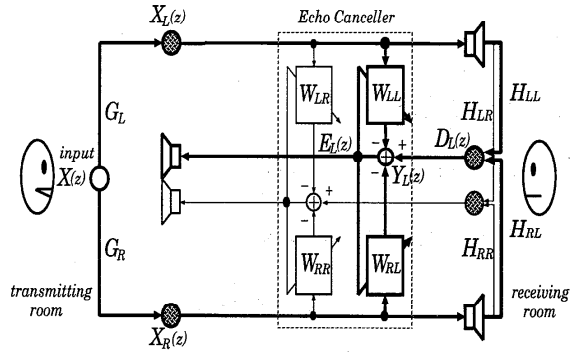 X_L(z)
Echo Canceller
W_LR
W_LL
G_L
H_LR
H_LL
E_L(z)
D_L(z)
− − +
input
X(z)
− + −
Y_L(z)
−
G_R
H_RR
H_RL
W_RR
W_RL
transmitting
room
receiving
room
X_R(z)